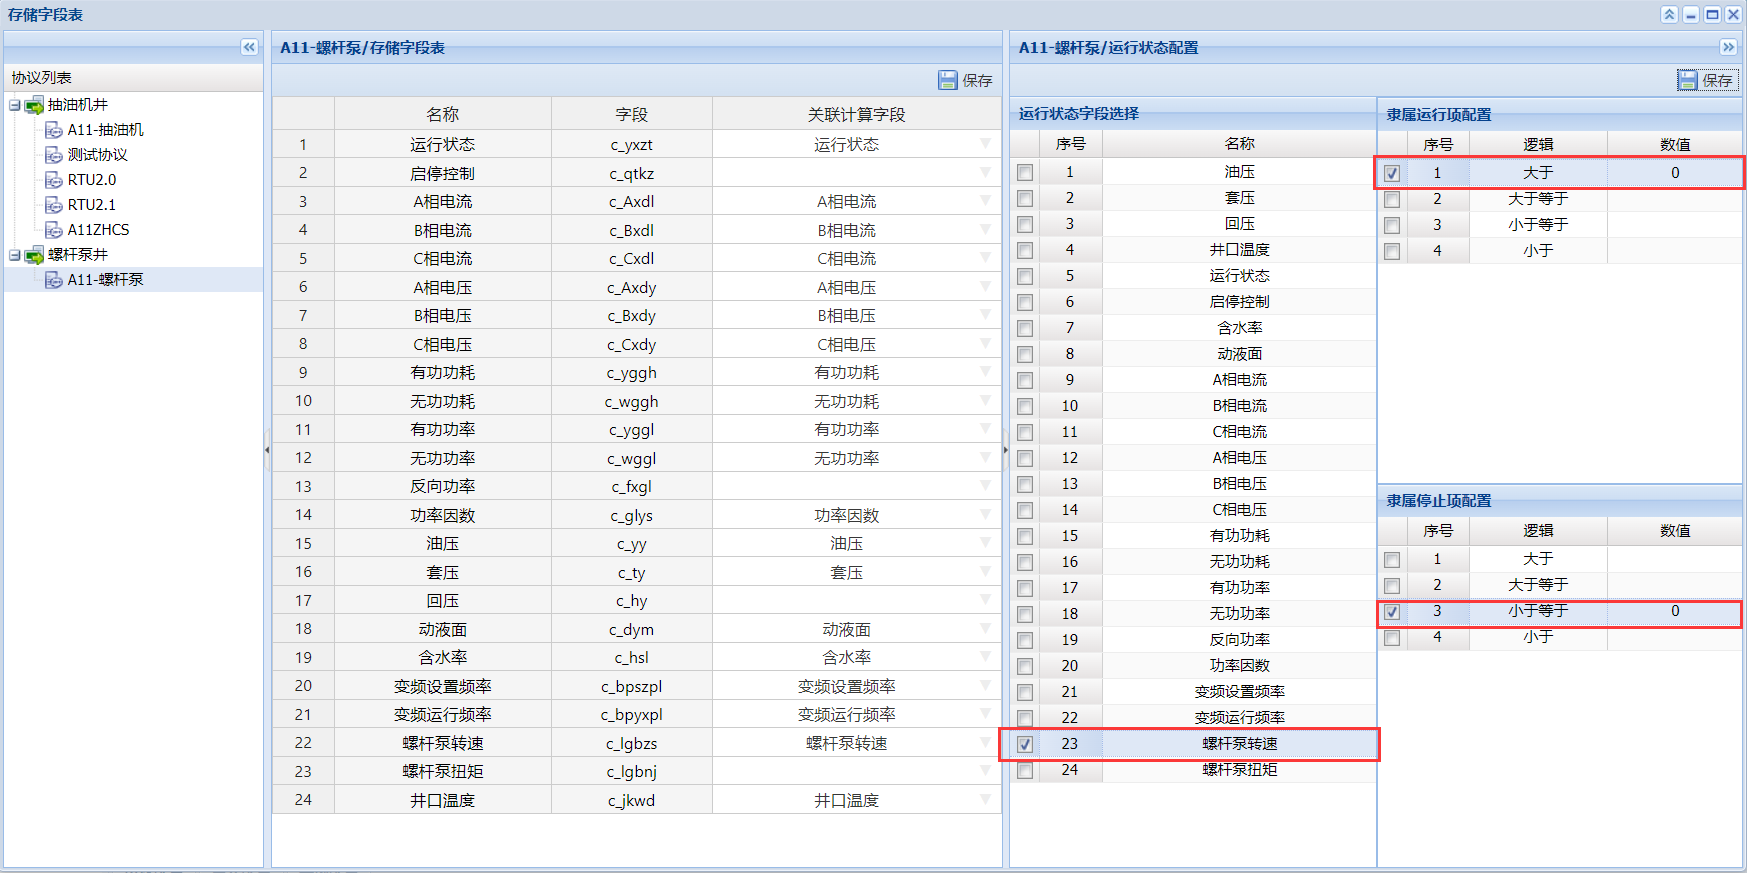 存储字段表
协议列表
抽油机井
A11-抽油机
测试协议
RTU2.0
RTU2.1
A11ZHCS
螺杆泵井
A11-螺杆泵
A11-螺杆泵/存储字段表
保存
名称 字段 关联计算字段
1 运行状态 c_yxzt 运行状态
2 启停控制 c_qtkz
3 A相电流 c_Axdl A相电流
4 B相电流 c_Bxdl B相电流
5 C相电流 c_Cxdl C相电流
6 A相电压 c_Axdy A相电压
7 B相电压 c_Bxdy B相电压
8 C相电压 c_Cxdy C相电压
9 有功功耗 c_yggh 有功功耗
10 无功功耗 c_wggh 无功功耗
11 有功功率 c_yggl 有功功率
12 无功功率 c_wggl 无功功率
13 反向功率 c_fxgl
14 功率因数 c_glys 功率因数
15 油压 c_yy 油压
16 套压 c_ty 套压
17 回压 c_hy
18 动液面 c_dym 动液面
19 含水率 c_hsl 含水率
20 变频设置频率 c_bpszpl 变频设置频率
21 变频运行频率 c_bpyxpl 变频运行频率
22 螺杆泵转速 c_lgbzs 螺杆泵转速
23 螺杆泵扭矩 c_lgbnj
24 井口温度 c_jkwd 井口温度
A11-螺杆泵/运行状态配置
保存
运行状态字段选择
序号 名称
1 油压
2 套压
3 回压
4 井口温度
5 运行状态
6 启停控制
7 含水率
8 动液面
9 A相电流
10 B相电流
11 C相电流
12 A相电压
13 B相电压
14 C相电压
15 有功功耗
16 无功功耗
17 有功功率
18 无功功率
19 反向功率
20 功率因数
21 变频设置频率
22 变频运行频率
23 螺杆泵转速
24 螺杆泵扭矩
隶属运行项配置
序号 逻辑 数值
1 大于 0
2 大于等于
3 小于等于
4 小于
隶属停止项配置
序号 逻辑 数值
1 大于
2 大于等于
3 小于等于 0
4 小于